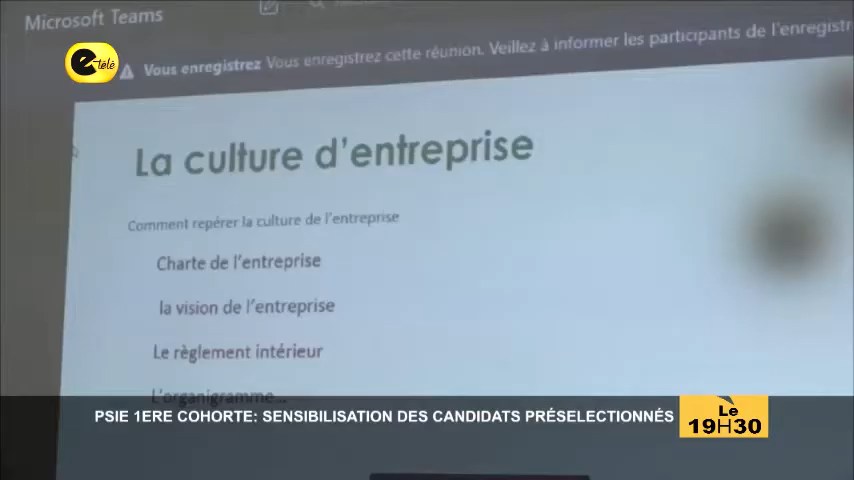 Microsoft Teams
e-télé
Vous enregistrez Vous enregistrez cette réunion. Veillez à informer les participants de l'enregistr
La culture d'entreprise
Comment repérer la culture de l'entreprise
Charte de l'entreprise
la vision de l'entreprise
Le règlement intérieur
L'organigramme...
PSIE 1ERE COHORTE: SENSIBILISATION DES CANDIDATS PRÉSELECTIONNÉS
Le
19H30